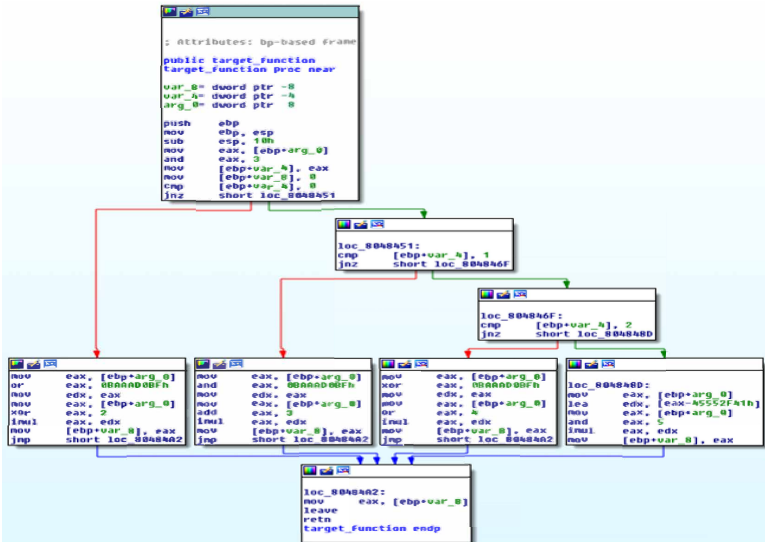 ; Attributes: bp-based frame
public target_function
target_function proc near
var_8= dword ptr -8
var_4= dword ptr -4
arg_0= dword ptr 8
push ebp
mov ebp, esp
sub esp, 10h
mov eax, [ebp+arg_0]
and eax, 3
mov [ebp+var_4], eax
mov [ebp+var_8], 0
cmp [ebp+var_4], 0
jnz short loc_8048451
loc_8048451:
cmp [ebp+var_4], 1
jnz short loc_804846F
loc_804846F:
cmp [ebp+var_4], 2
jnz short loc_804848D
mov eax, [ebp+arg_0]
or eax, 0BAAAD0BFh
mov edx, eax
mov eax, [ebp+arg_0]
xor eax, 2
imul eax, edx
mov [ebp+var_8], eax
jmp short loc_80484A2
mov eax, [ebp+arg_0]
and eax, 0BAAAD0BFh
mov edx, eax
mov eax, [ebp+arg_0]
add eax, 3
imul eax, edx
mov [ebp+var_8], eax
jmp short loc_80484A2
mov eax, [ebp+arg_0]
xor eax, 0BAAAD0BFh
mov edx, eax
mov eax, [ebp+arg_0]
or eax, 4
imul eax, edx
mov [ebp+var_8], eax
jmp short loc_80484A2
loc_804848D:
mov eax, [ebp+arg_0]
lea edx, [eax-45552F41h]
mov eax, [ebp+arg_0]
and eax, 5
imul eax, edx
mov [ebp+var_8], eax
loc_80484A2:
mov eax, [ebp+var_8]
leave
retn
target_function endp